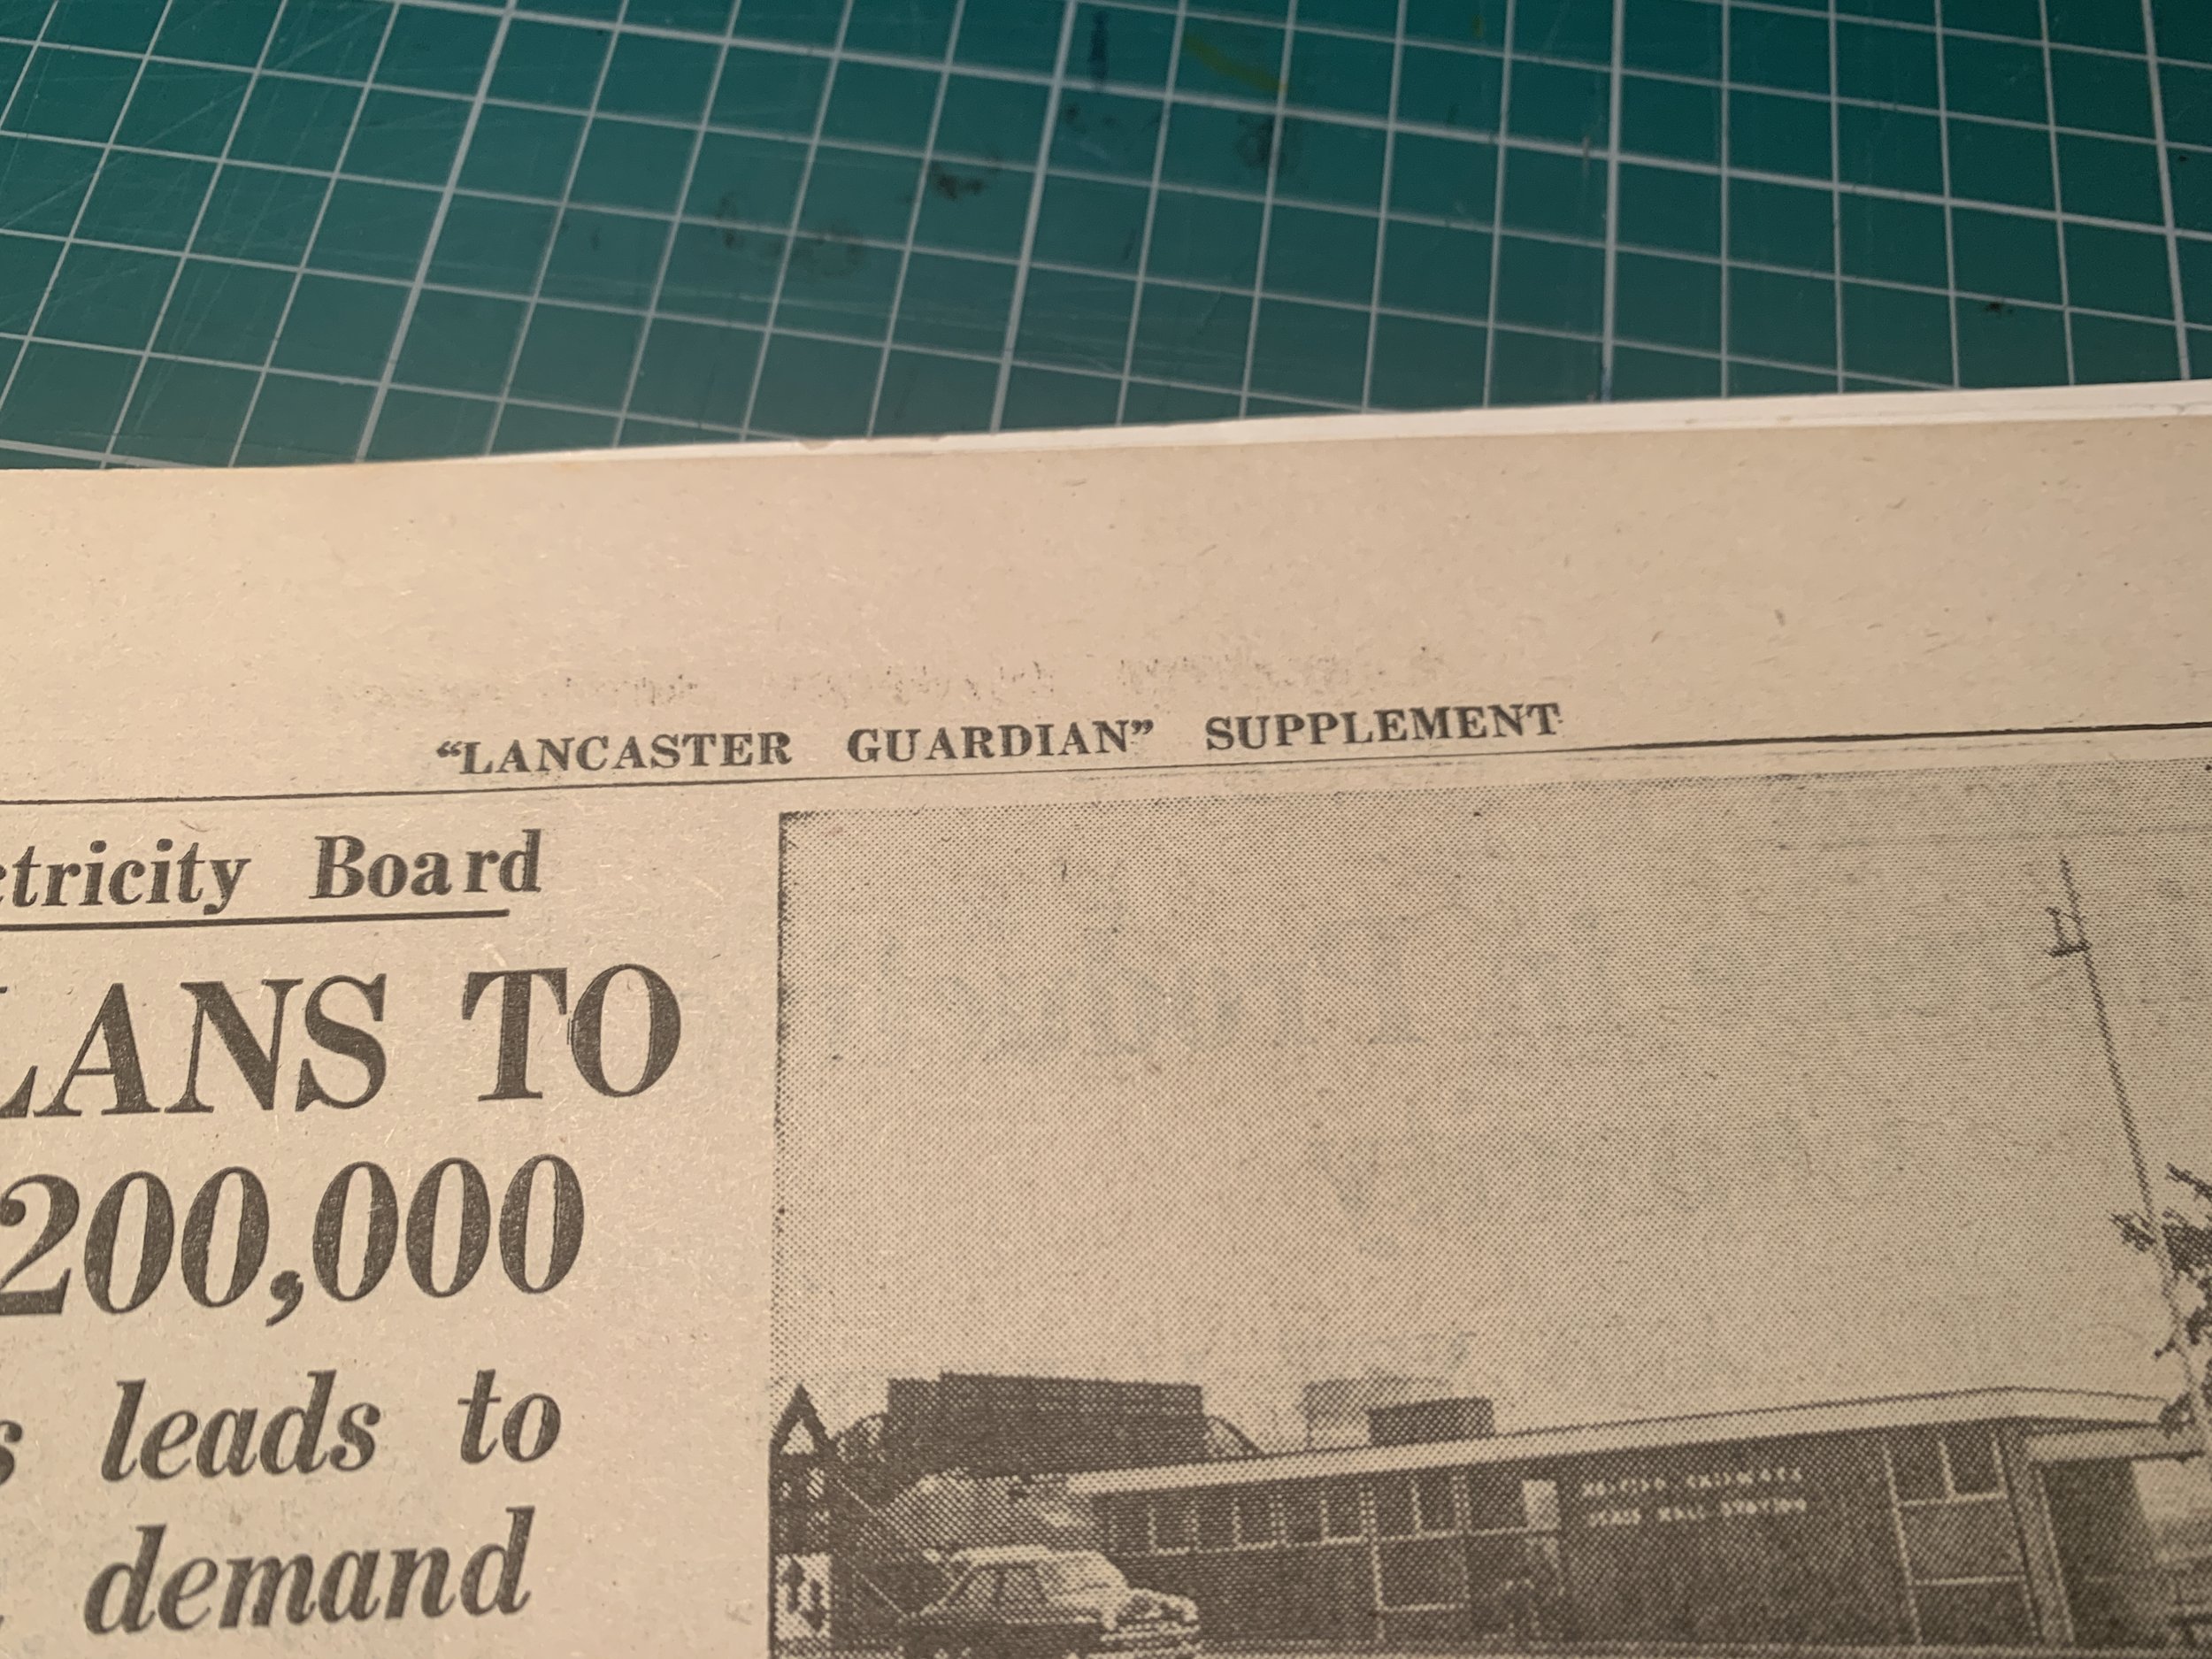 “LANCASTER GUARDIAN” SUPPLEMENT
ctricity Board
LANS TO
200,000
s leads to
demand